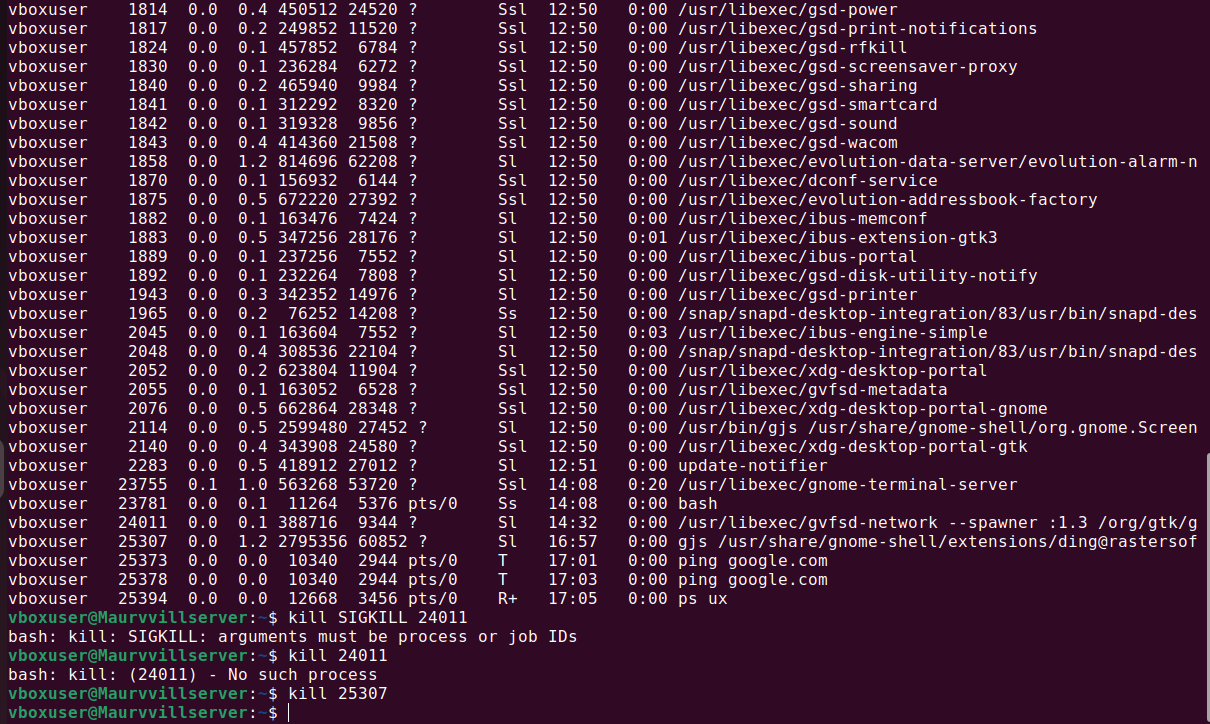 vboxuser    1814  0.0  0.4 450512 24520 ?        Ssl  12:50   0:00 /usr/libexec/gsd-power
vboxuser    1817  0.0  0.2 249852 11520 ?        Ssl  12:50   0:00 /usr/libexec/gsd-print-notifications
vboxuser    1824  0.0  0.1 457852  6784 ?        Ssl  12:50   0:00 /usr/libexec/gsd-rfkill
vboxuser    1830  0.0  0.1 236284  6272 ?        Ssl  12:50   0:00 /usr/libexec/gsd-screensaver-proxy
vboxuser    1840  0.0  0.2 465940  9984 ?        Ssl  12:50   0:00 /usr/libexec/gsd-sharing
vboxuser    1841  0.0  0.1 312292  8320 ?        Ssl  12:50   0:00 /usr/libexec/gsd-smartcard
vboxuser    1842  0.0  0.1 319328  9856 ?        Ssl  12:50   0:00 /usr/libexec/gsd-sound
vboxuser    1843  0.0  0.4 414360 21508 ?        Ssl  12:50   0:00 /usr/libexec/gsd-wacom
vboxuser    1858  0.0  1.2 814696 62208 ?        Sl   12:50   0:00 /usr/libexec/evolution-data-server/evolution-alarm-n
vboxuser    1870  0.0  0.1 156932  6144 ?        Ssl  12:50   0:00 /usr/libexec/dconf-service
vboxuser    1875  0.0  0.5 672220 27392 ?        Ssl  12:50   0:00 /usr/libexec/evolution-addressbook-factory
vboxuser    1882  0.0  0.1 163476  7424 ?        Sl   12:50   0:00 /usr/libexec/ibus-memconf
vboxuser    1883  0.0  0.5 347256 28176 ?        Sl   12:50   0:01 /usr/libexec/ibus-extension-gtk3
vboxuser    1889  0.0  0.1 237256  7552 ?        Sl   12:50   0:00 /usr/libexec/ibus-portal
vboxuser    1892  0.0  0.1 232264  7808 ?        Sl   12:50   0:00 /usr/libexec/gsd-disk-utility-notify
vboxuser    1943  0.0  0.3 342352 14976 ?        Sl   12:50   0:00 /usr/libexec/gsd-printer
vboxuser    1965  0.0  0.2  76252 14208 ?        Ss   12:50   0:00 /snap/snapd-desktop-integration/83/usr/bin/snapd-des
vboxuser    2045  0.0  0.1 163604  7552 ?        Sl   12:50   0:03 /usr/libexec/ibus-engine-simple
vboxuser    2048  0.0  0.4 308536 22104 ?        Sl   12:50   0:00 /snap/snapd-desktop-integration/83/usr/bin/snapd-des
vboxuser    2052  0.0  0.2 623804 11904 ?        Ssl  12:50   0:00 /usr/libexec/xdg-desktop-portal
vboxuser    2055  0.0  0.1 163052  6528 ?        Ssl  12:50   0:00 /usr/libexec/gvfsd-metadata
vboxuser    2076  0.0  0.5 662864 28348 ?        Ssl  12:50   0:00 /usr/libexec/xdg-desktop-portal-gnome
vboxuser    2114  0.0  0.5 2599480 27452 ?       Sl   12:50   0:00 /usr/bin/gjs /usr/share/gnome-shell/org.gnome.Screen
vboxuser    2140  0.0  0.4 343908 24580 ?        Ssl  12:50   0:00 /usr/libexec/xdg-desktop-portal-gtk
vboxuser    2283  0.0  0.5 418912 27012 ?        Sl   12:51   0:00 update-notifier
vboxuser   23755  0.1  1.0 563268 53720 ?        Ssl  14:08   0:20 /usr/libexec/gnome-terminal-server
vboxuser   23781  0.0  0.1  11264  5376 pts/0    Ss   14:08   0:00 bash
vboxuser   24011  0.0  0.1 388716  9344 ?        Sl   14:32   0:00 /usr/libexec/gvfsd-network --spawner :1.3 /org/gtk/g
vboxuser   25307  0.0  1.2 2795356 60852 ?       Sl   16:57   0:00 gjs /usr/share/gnome-shell/extensions/ding@rastersof
vboxuser   25373  0.0  0.0  10340  2944 pts/0    T    17:01   0:00 ping google.com
vboxuser   25378  0.0  0.0  10340  2944 pts/0    T    17:03   0:00 ping google.com
vboxuser   25394  0.0  0.0  12668  3456 pts/0    R+   17:05   0:00 ps ux
vboxuser@Maurvvillserver:~$ kill SIGKILL 24011
bash: kill: SIGKILL: arguments must be process or job IDs
vboxuser@Maurvvillserver:~$ kill 24011
bash: kill: (24011) - No such process
vboxuser@Maurvvillserver:~$ kill 25307
vboxuser@Maurvvillserver:~$